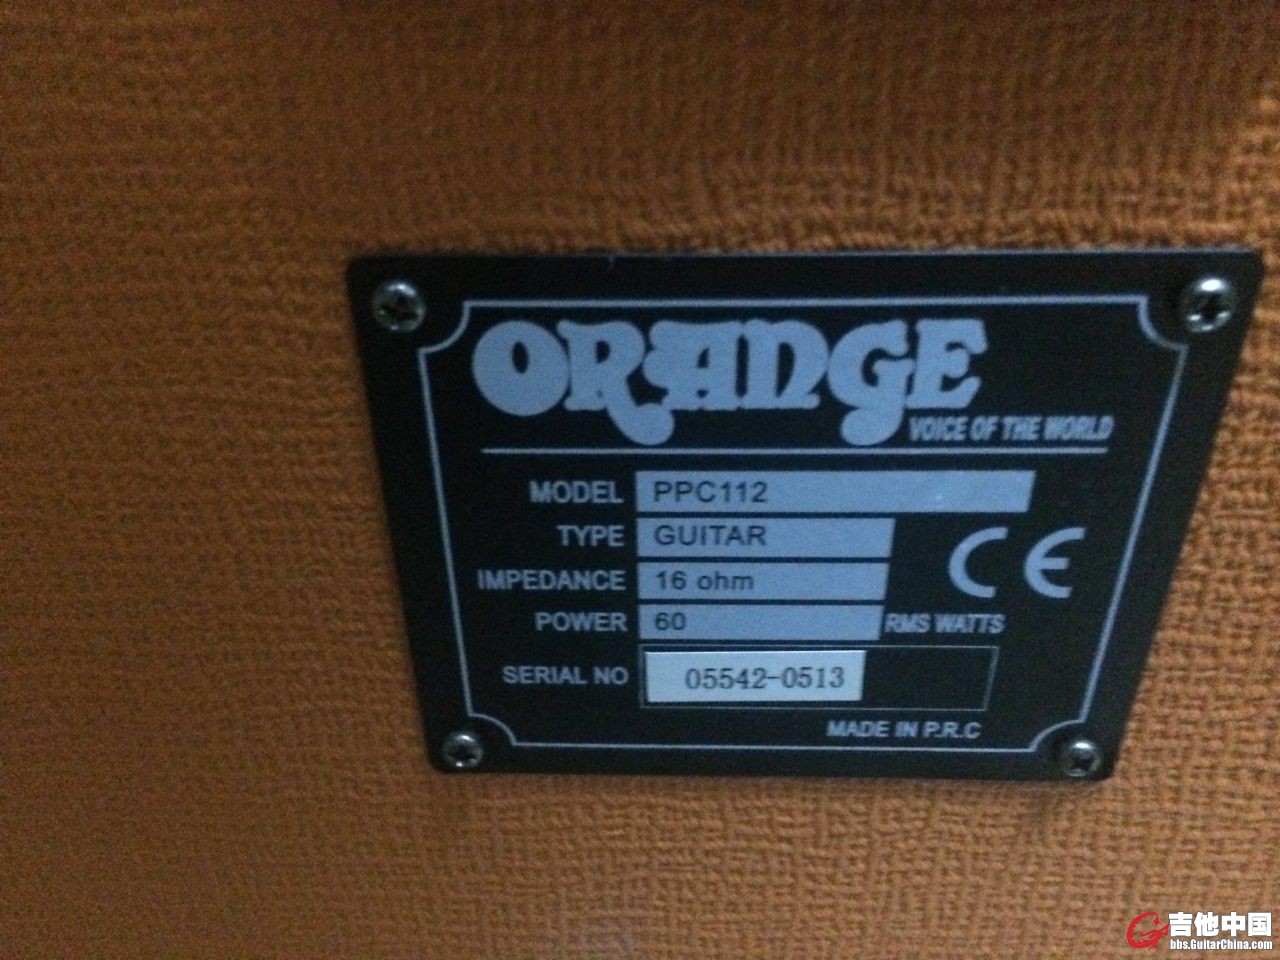 ORANGE
VOICE OF THE WORLD
MODEL PPC112
TYPE GUITAR
IMPEDANCE 16 ohm
POWER 60 RMS WATTS
CE
SERIAL NO 05542-0513
MADE IN P.R.C
吉他中国
bbs.GuitarChina.com